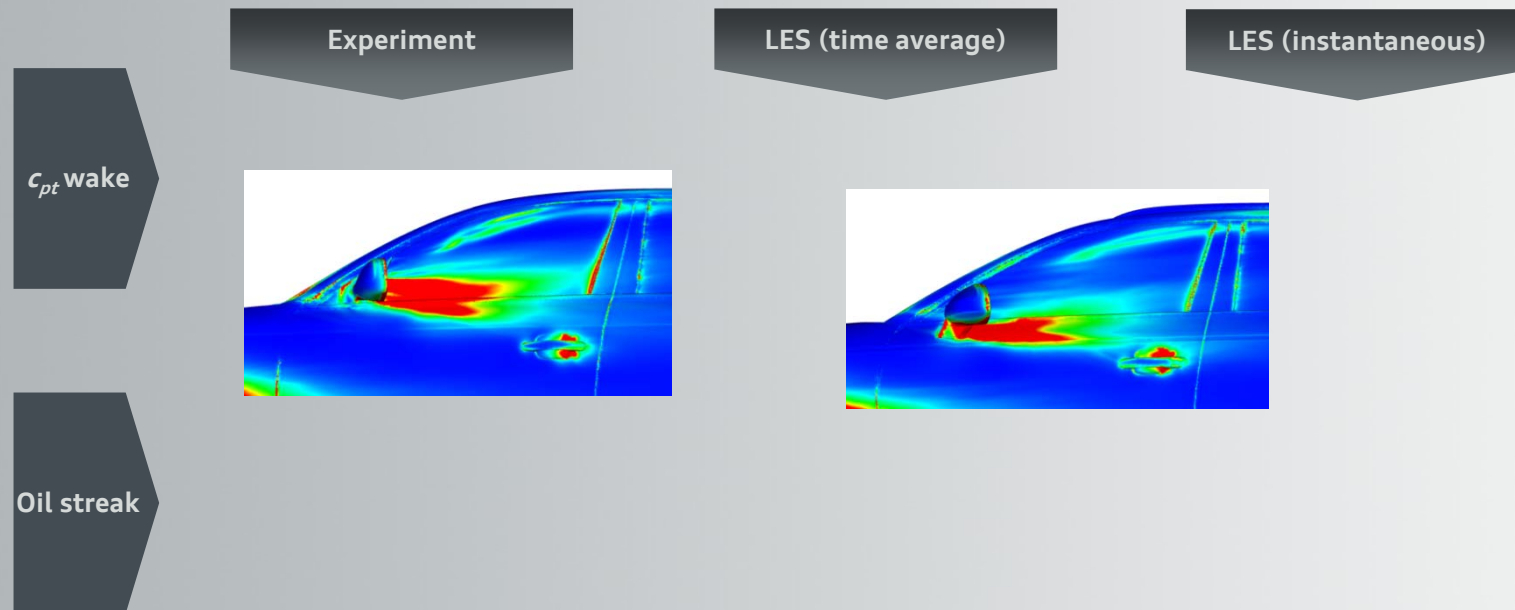 Experiment
LES (time average)
LES (instantaneous)
cpt wake
Oil streak